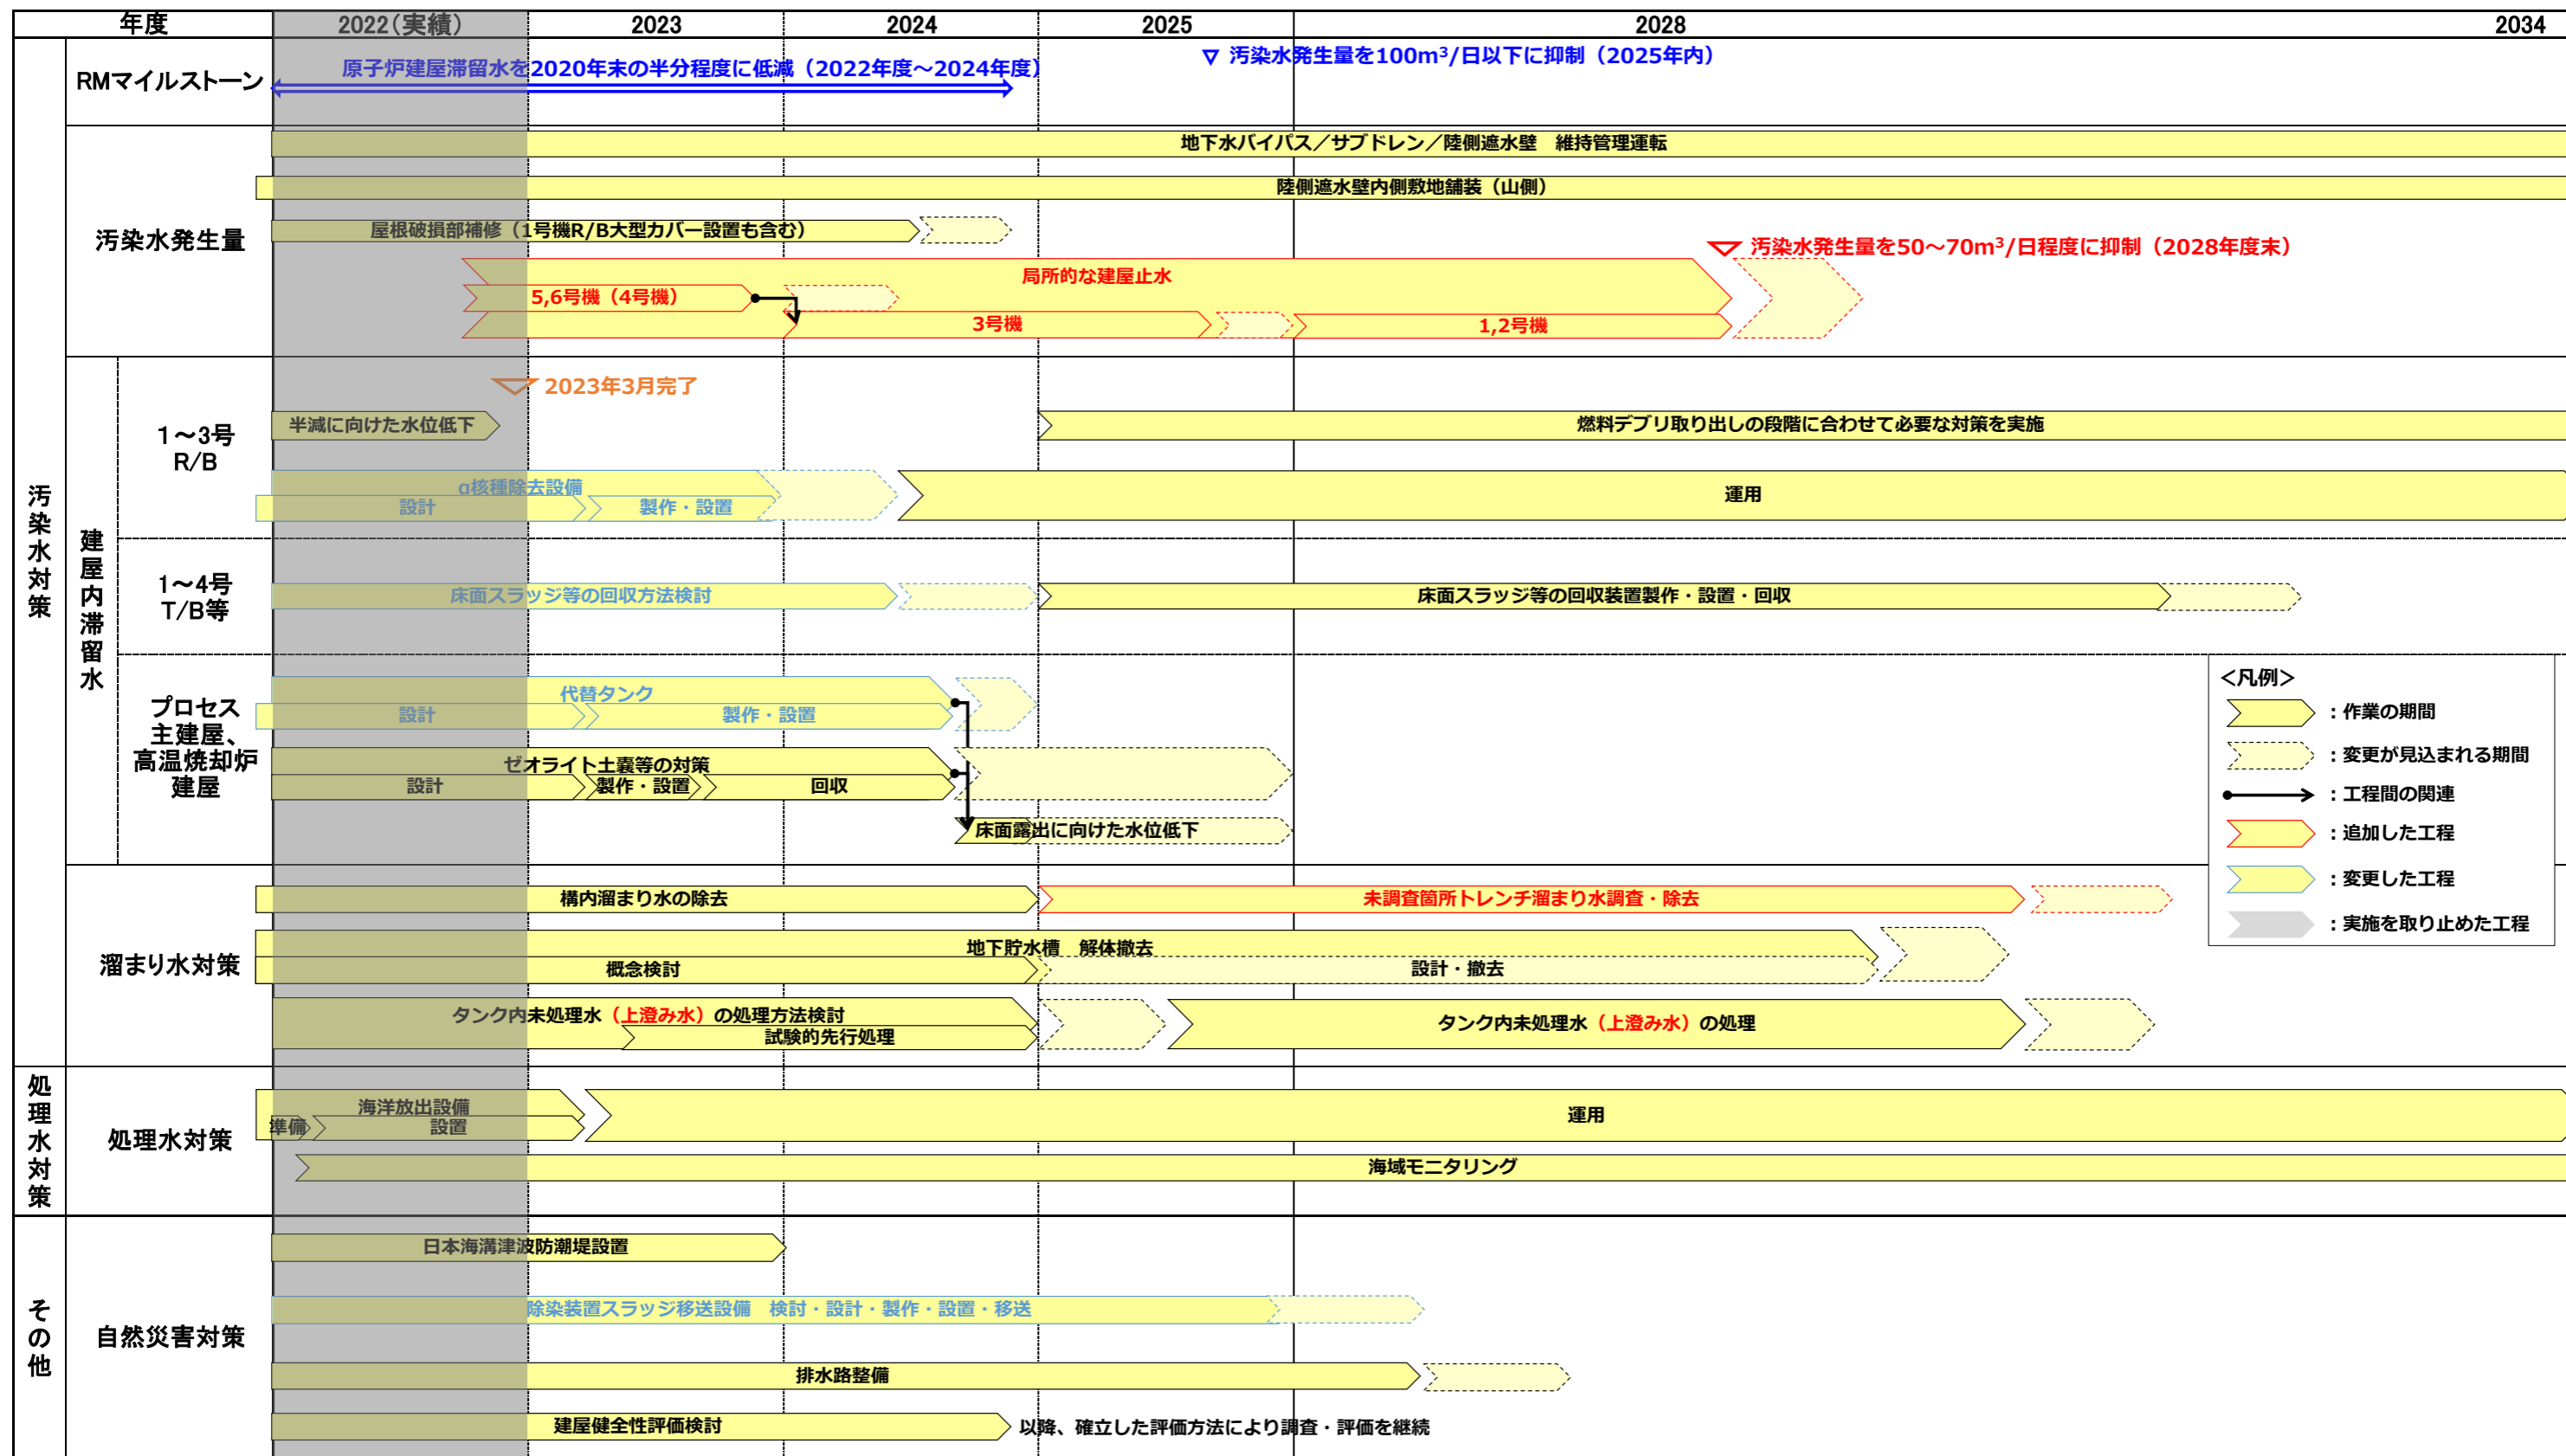 年度 2022(実績) 2023 2024 2025 2028 2034
汚染水対策
RMマイルストーン
原子炉建屋滞留水を2020年末の半分程度に低減（2022年度～2024年度）
▽ 汚染水発生量を100m³/日以下に抑制（2025年内）
汚染水発生量
地下水バイパス／サブドレン／陸側遮水壁 維持管理運転
陸側遮水壁内側敷地舗装（山側）
屋根破損部補修（1号機R/B大型カバー設置も含む）
汚染水発生量を50～70m³/日程度に抑制（2028年度末）
局所的な建屋止水
5,6号機（4号機）
3号機
1,2号機
建屋内滞留水
1～3号
R/B
2023年3月完了
半減に向けた水位低下
燃料デブリ取り出しの段階に合わせて必要な対策を実施
α核種除去設備
設計
製作・設置
運用
1～4号
T/B等
床面スラッジ等の回収方法検討
床面スラッジ等の回収装置製作・設置・回収
プロセス
主建屋、
高温焼却炉
建屋
代替タンク
設計
製作・設置
ゼオライト土嚢等の対策
設計
製作・設置
回収
床面露出に向けた水位低下
＜凡例＞
：作業の期間
：変更が見込まれる期間
：工程間の関連
：追加した工程
：変更した工程
：実施を取り止めた工程
溜まり水対策
構内溜まり水の除去
未調査箇所トレンチ溜まり水調査・除去
地下貯水槽 解体撤去
概念検討
設計・撤去
タンク内未処理水（上澄み水）の処理方法検討
試験的先行処理
タンク内未処理水（上澄み水）の処理
処理水対策
処理水対策
海洋放出設備
準備
設置
運用
海域モニタリング
その他
自然災害対策
日本海溝津波防潮堤設置
除染装置スラッジ移送設備 検討・設計・製作・設置・移送
排水路整備
建屋健全性評価検討
以降、確立した評価方法により調査・評価を継続